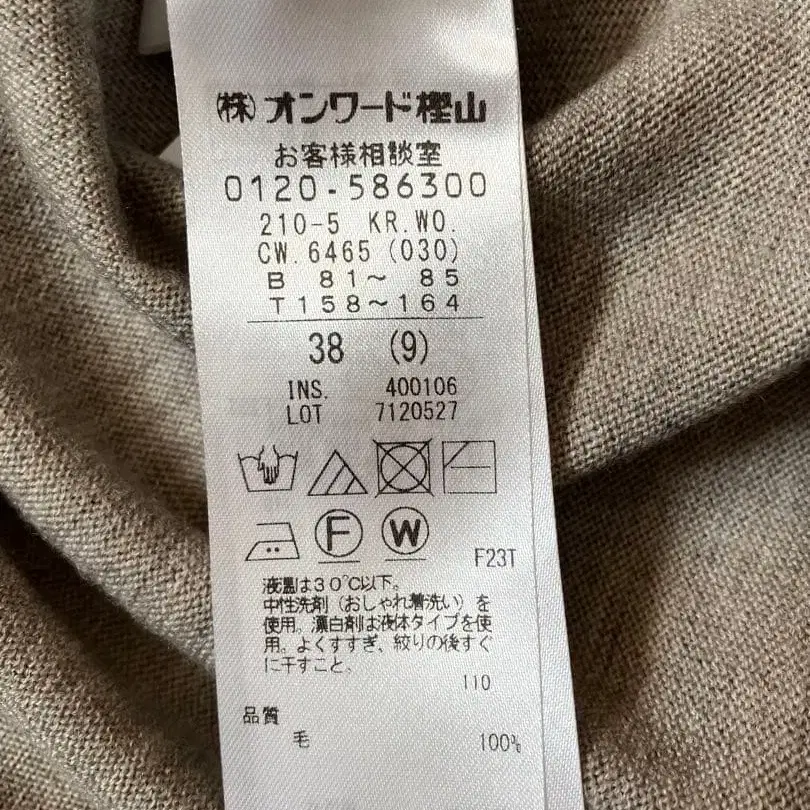 ㈱オンワード樫山
お客様相談室
0120-586300
210-5 KR.WO.
CW.6465(030)
B 81～ 85
T158～164
38 (9)
INS. 400106
LOT 7120527
F W
F23T
液温は30℃以下。
中性洗剤（おしゃれ着洗い）を
使用。漂白剤は液体タイプを使
用。よくすすぎ、絞りの後すぐ
に干すこと。
110
品質
毛 100%